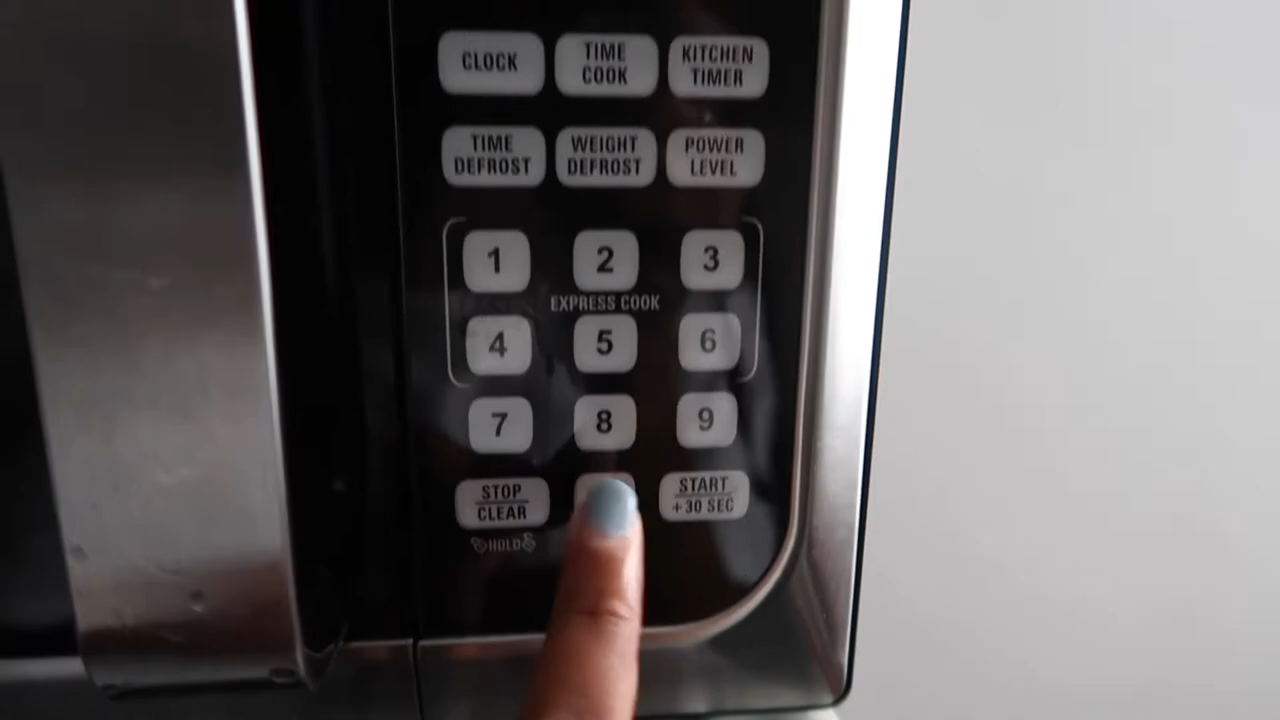 CLOCK
TIME
COOK
KITCHEN
TIMER
TIME
DEFROST
WEIGHT
DEFROST
POWER
LEVEL
1
2
3
EXPRESS COOK
4
5
6
7
8
9
STOP
CLEAR
START
+30 SEC
HOLD